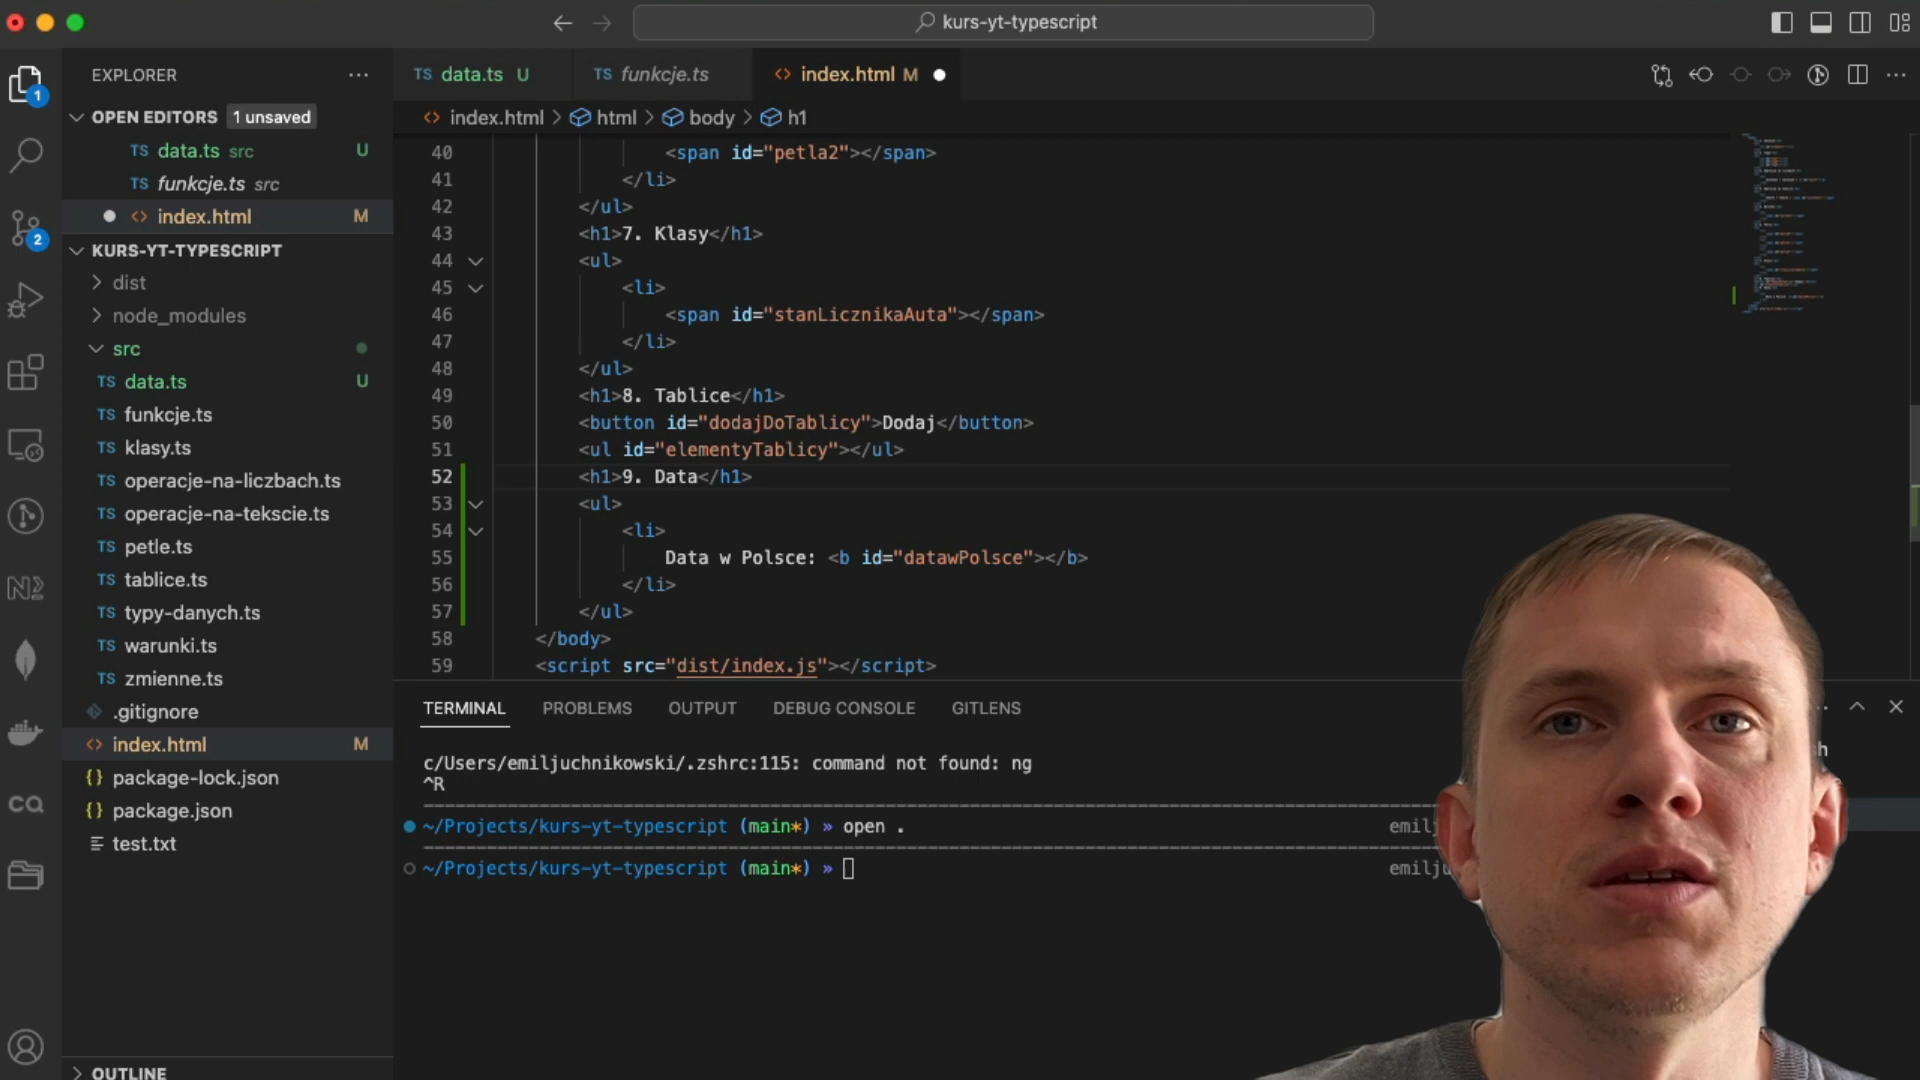 kurs-yt-typescript
EXPLORER
OPEN EDITORS 1 unsaved
TS data.ts src U
TS funkcje.ts src
index.html M
KURS-YT-TYPESCRIPT
dist
node_modules
src
TS data.ts U
TS funkcje.ts
TS klasy.ts
TS operacje-na-liczbach.ts
TS operacje-na-tekscie.ts
TS petle.ts
TS tablice.ts
TS typy-danych.ts
TS warunki.ts
TS zmienne.ts
.gitignore
index.html M
{} package-lock.json
{} package.json
test.txt
OUTLINE
1
2
TS data.ts U
TS funkcje.ts
index.html M
index.html > html > body > h1
40 <span id="petla2"></span>
41 </li>
42 </ul>
43 <h1>7. Klasy</h1>
44 <ul>
45 <li>
46 <span id="stanLicznikaAuta"></span>
47 </li>
48 </ul>
49 <h1>8. Tablice</h1>
50 <button id="dodajDoTablicy">Dodaj</button>
51 <ul id="elementyTablicy"></ul>
52 <h1>9. Data</h1>
53 <ul>
54 <li>
55 Data w Polsce: <b id="datawPolsce"></b>
56 </li>
57 </ul>
58 </body>
59 <script src="dist/index.js"></script>
TERMINAL PROBLEMS OUTPUT DEBUG CONSOLE GITLENS
c/Users/emiljuchnikowski/.zshrc:115: command not found: ng
^R
~/Projects/kurs-yt-typescript (main*) » open . emilj
~/Projects/kurs-yt-typescript (main*) » emilju